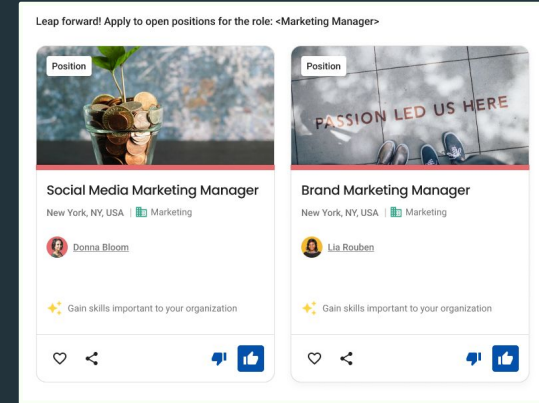 Leap forward! Apply to open positions for the role: <Marketing Manager>
Position
Social Media Marketing Manager
New York, NY, USA | Marketing
Donna Bloom
Gain skills important to your organization
Position
PASSION LED US HERE
Brand Marketing Manager
New York, NY, USA | Marketing
Lia Rouben
Gain skills important to your organization